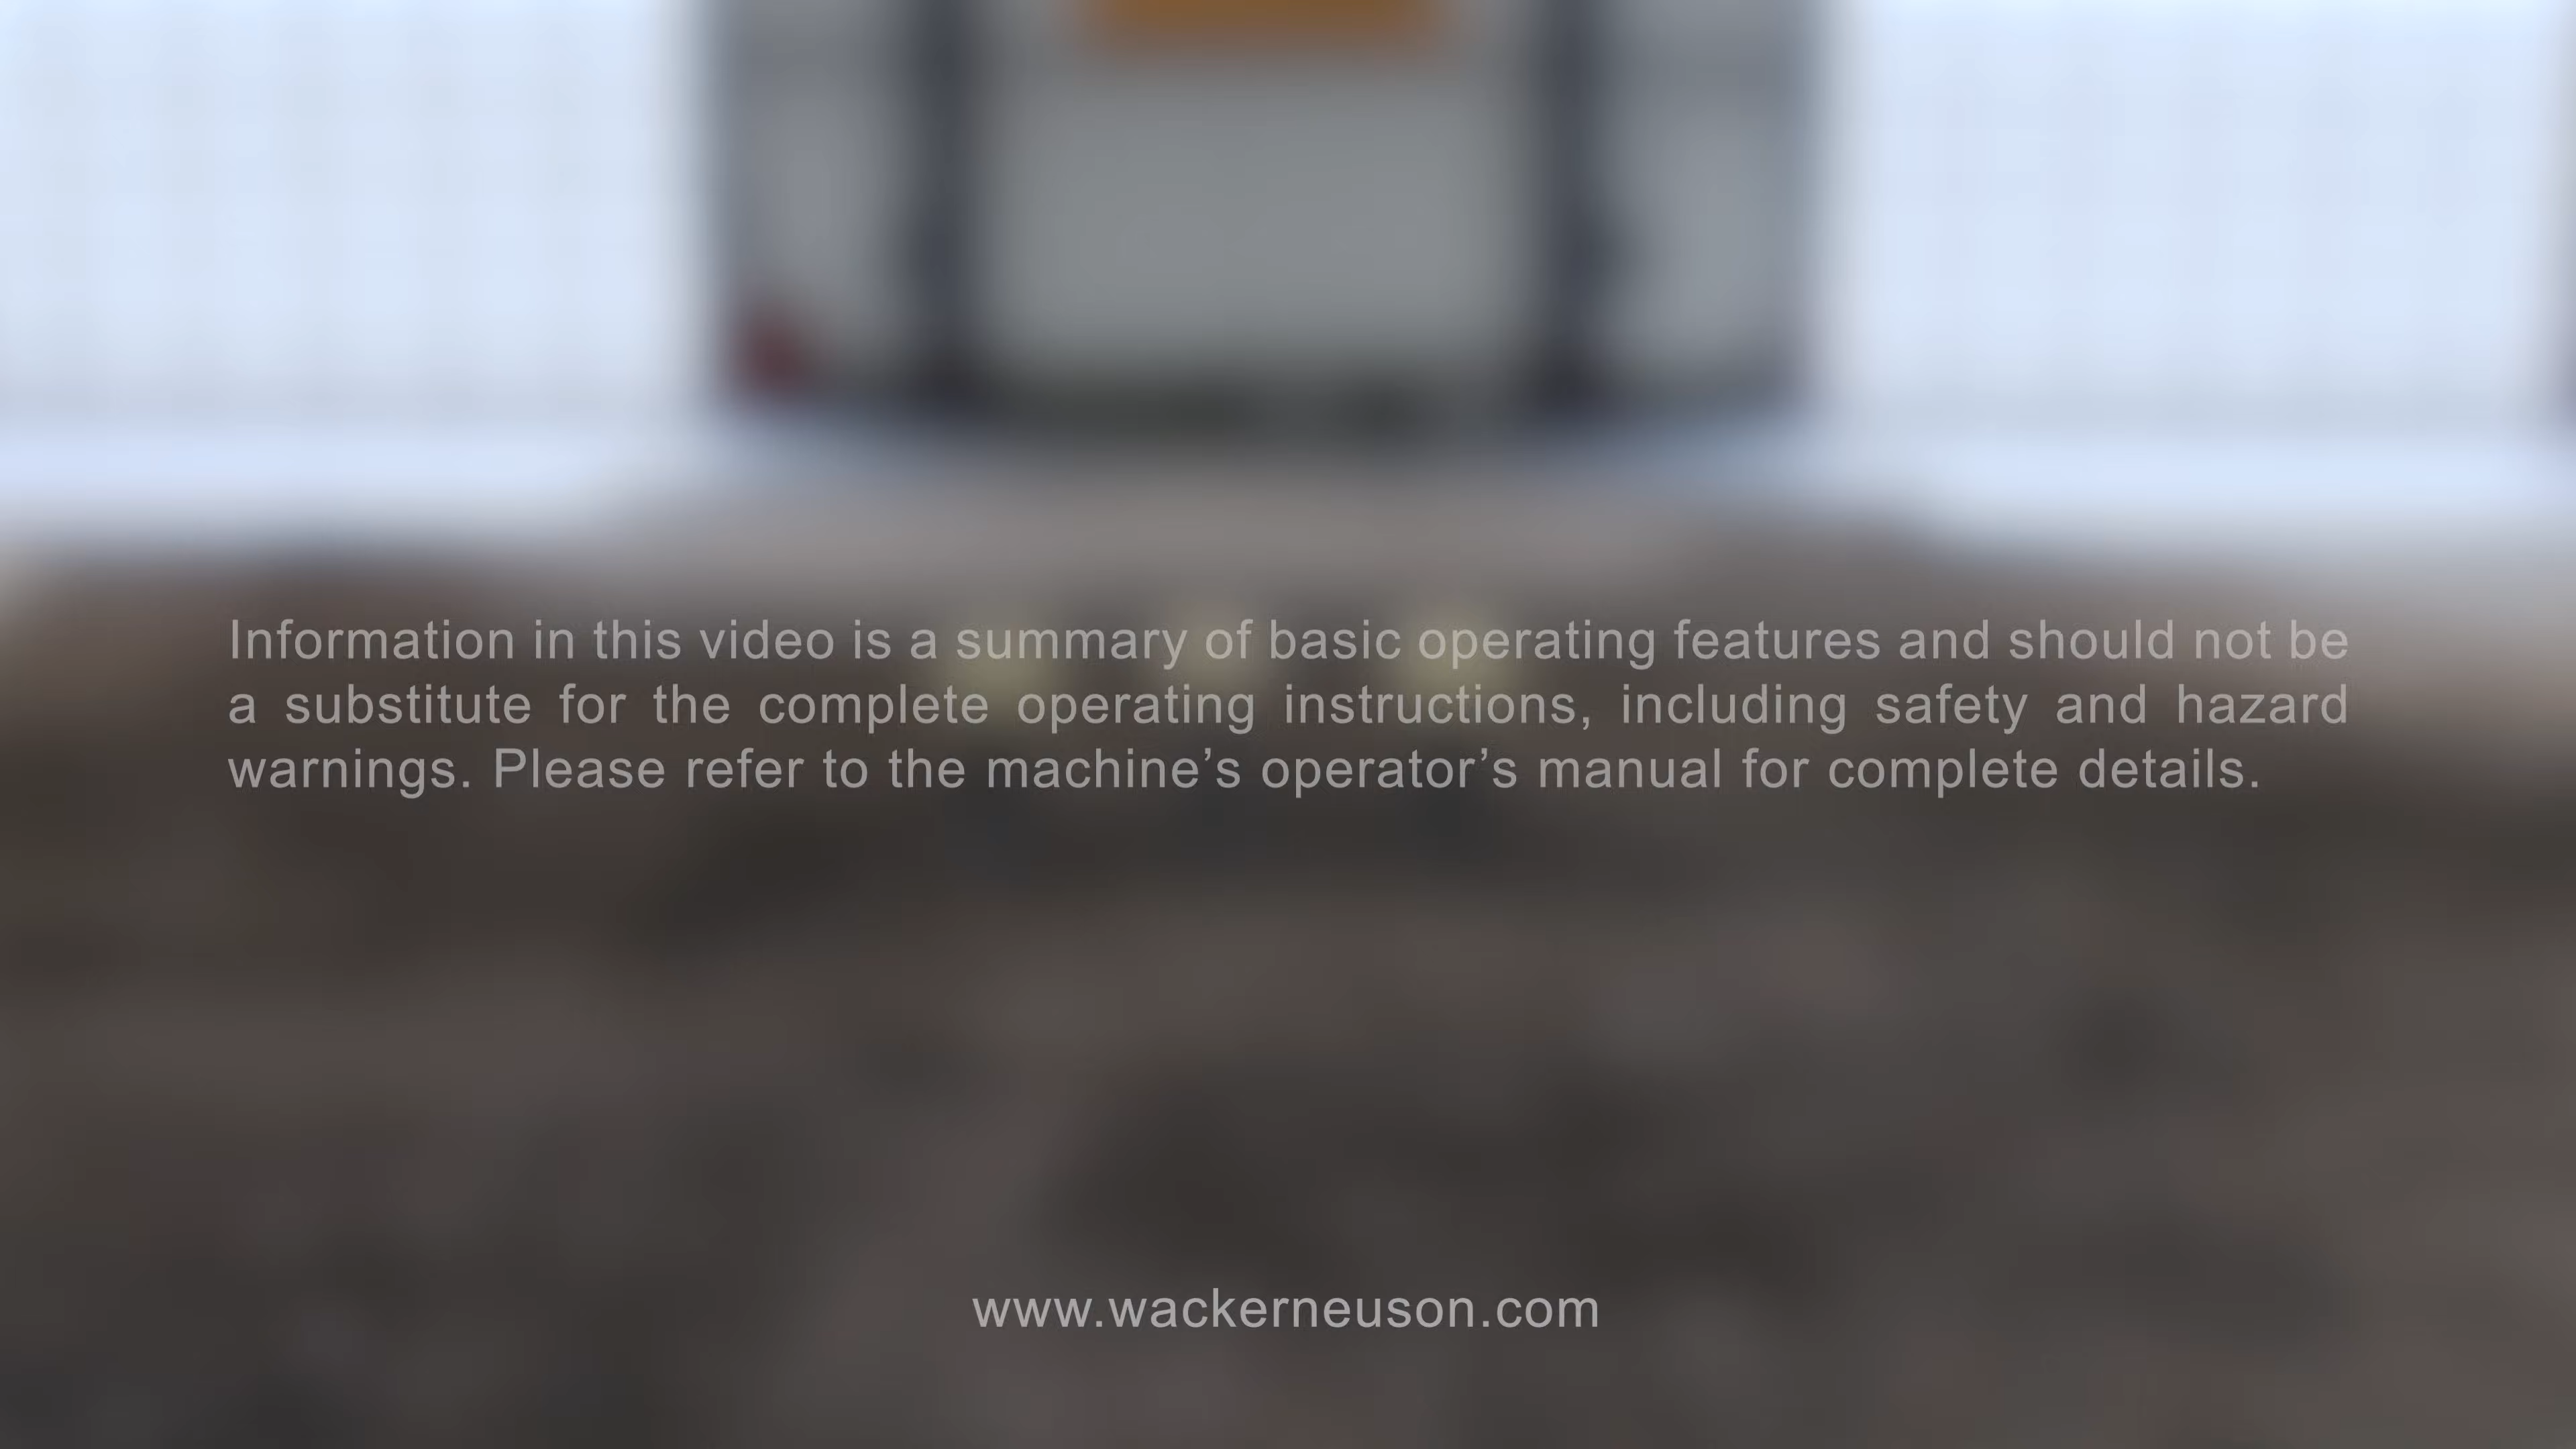 Information in this video is a summary of basic operating features and should not be
a substitute for the complete operating instructions, including safety and hazard
warnings. Please refer to the machine’s operator’s manual for complete details.
www.wackerneuson.com